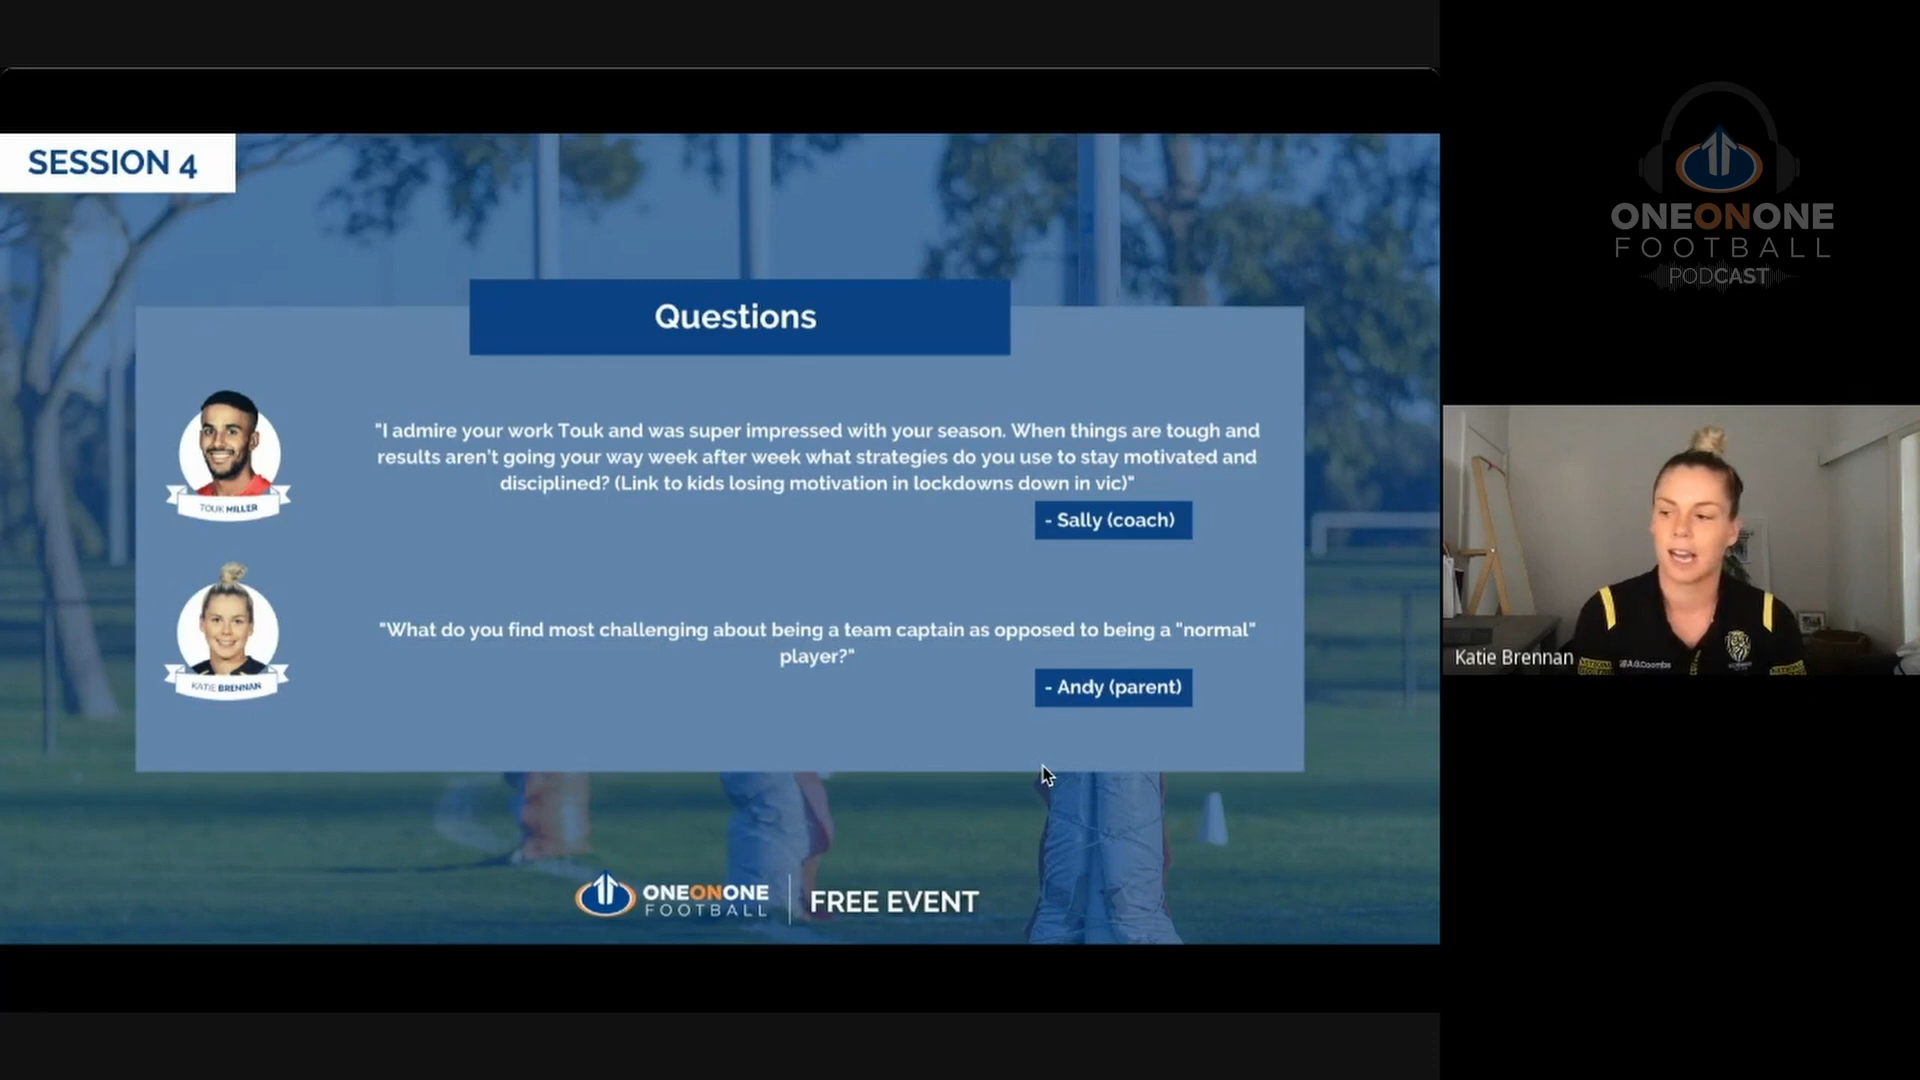 SESSION 4
Questions
"I admire your work Touk and was super impressed with your season. When things are tough and
results aren't going your way week after week what strategies do you use to stay motivated and
disciplined? (Link to kids losing motivation in lockdowns down in vic)"
- Sally (coach)
TOUK MILLER
"What do you find most challenging about being a team captain as opposed to being a "normal"
player?"
- Andy (parent)
KATIE BRENNAN
ONEONONE
FOOTBALL
FREE EVENT
ONEONONE
FOOTBALL
PODCAST
Katie Brennan
A.G.Coombs